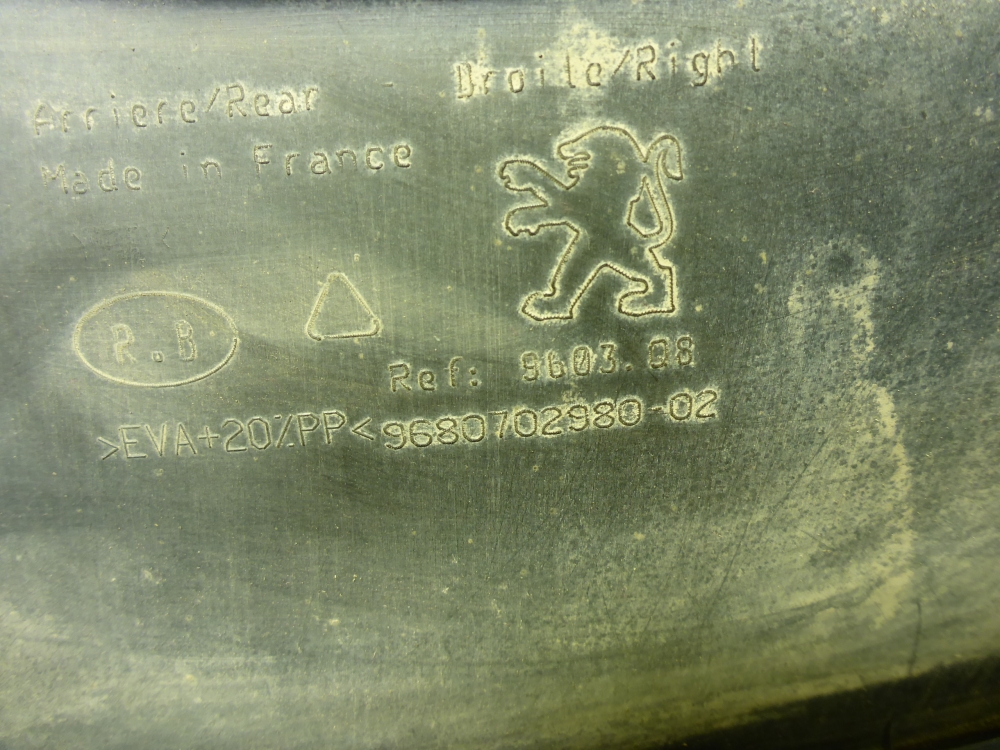 Arriere/Rear
Droite/Right
Made in France
R.B
Ref: 9603.Q8
>EVA+20%PP<9680702980-02